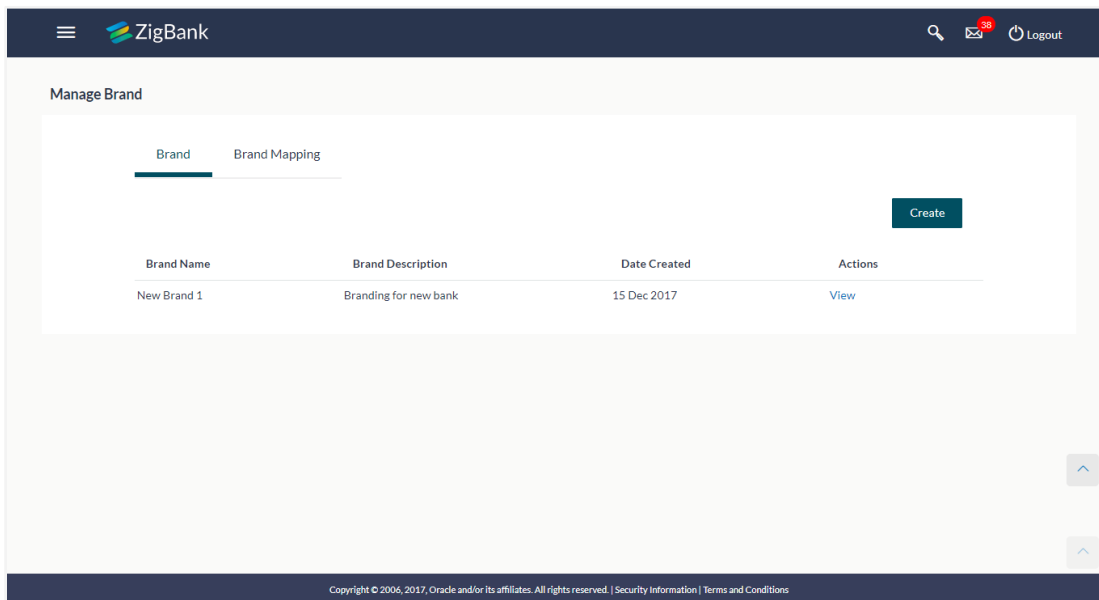 ZigBank
38
Logout
Manage Brand
Brand Brand Mapping
Create
Brand Name Brand Description Date Created Actions
New Brand 1 Branding for new bank 15 Dec 2017 View
Copyright © 2006, 2017, Oracle and/or its affiliates. All rights reserved. | Security Information | Terms and Conditions